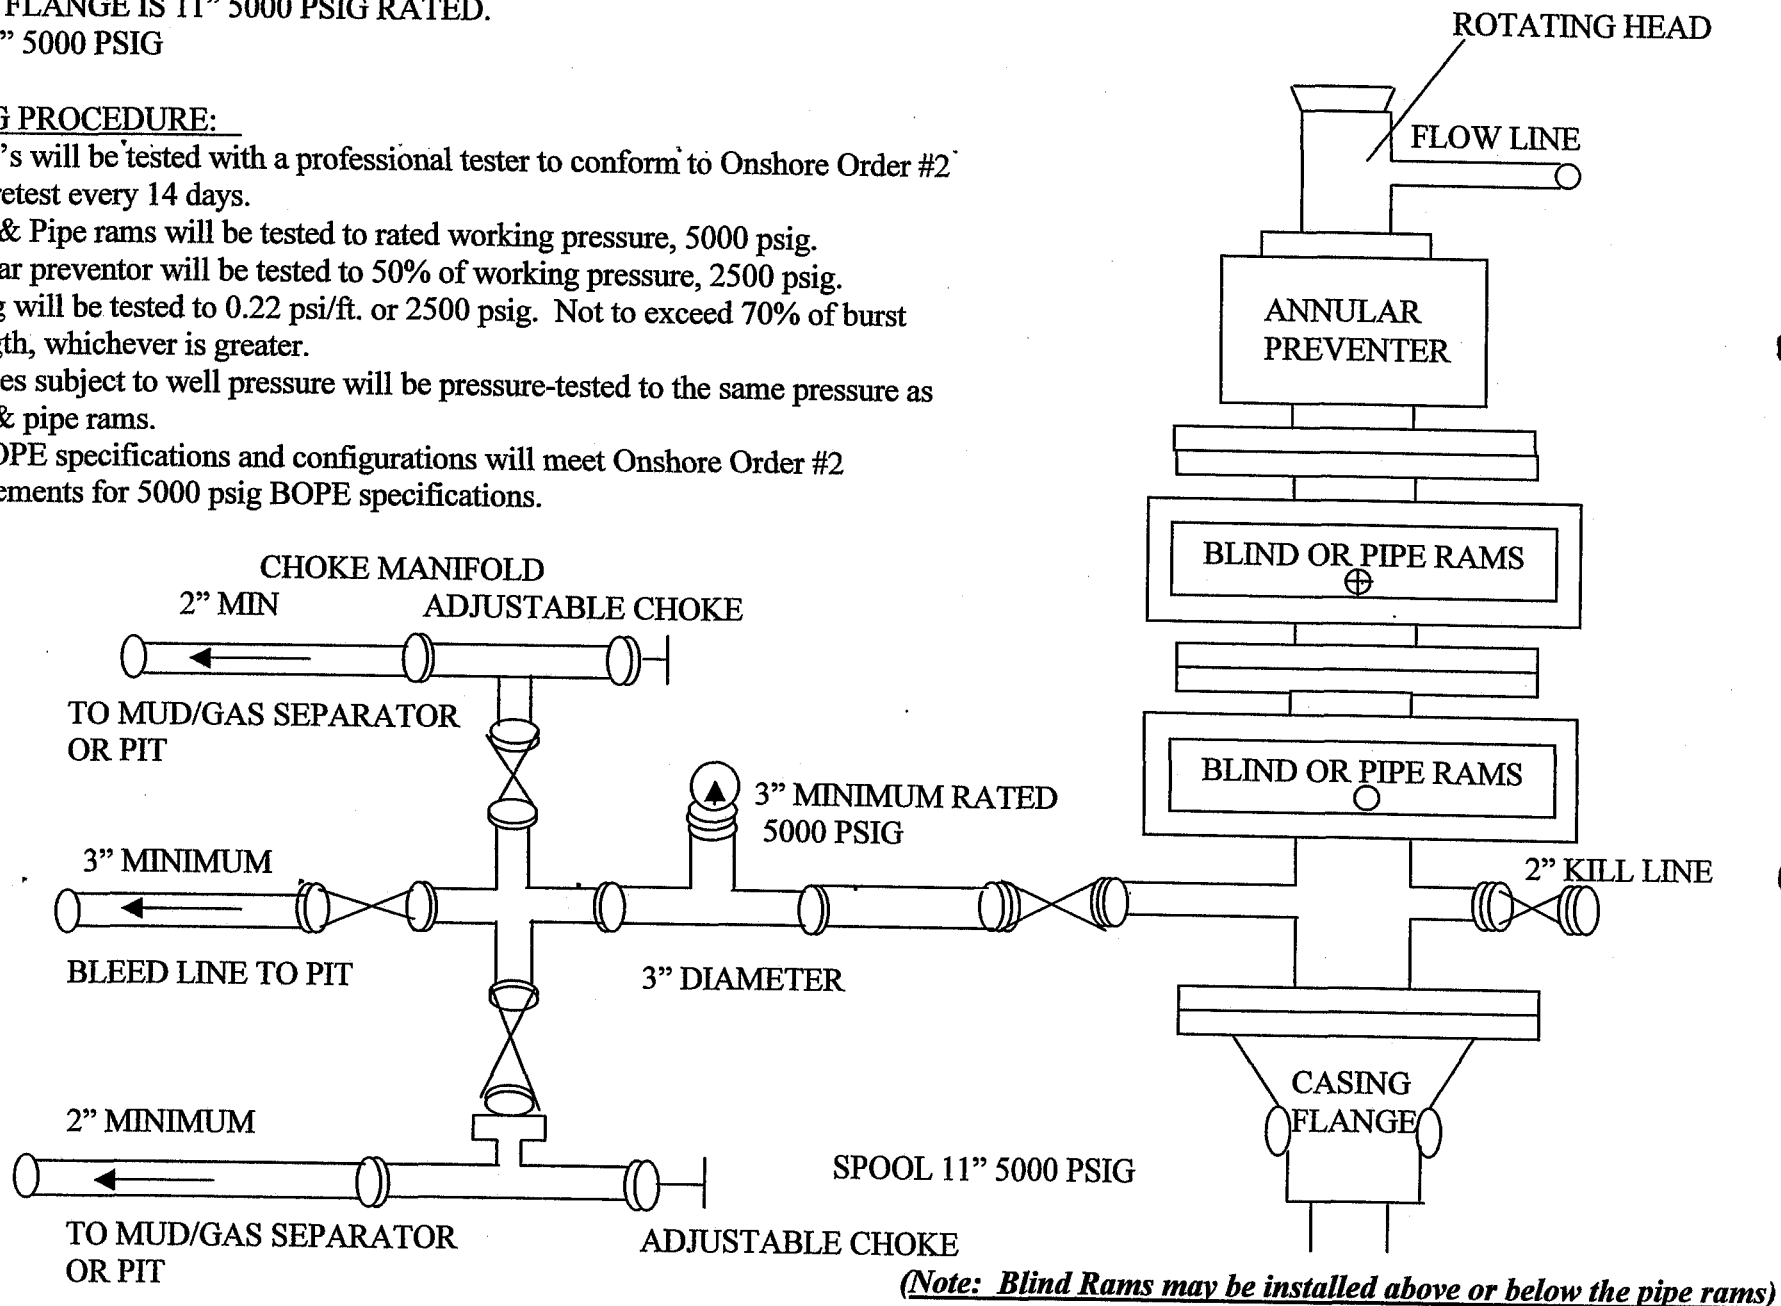 FLANGE IS 11” 5000 PSIG RATED.
” 5000 PSIG
G PROCEDURE:
’s will be tested with a professional tester to conform to Onshore Order #2
etest every 14 days.
& Pipe rams will be tested to rated working pressure, 5000 psig.
ar preventor will be tested to 50% of working pressure, 2500 psig.
g will be tested to 0.22 psi/ft. or 2500 psig. Not to exceed 70% of burst
gth, whichever is greater.
es subject to well pressure will be pressure-tested to the same pressure as
& pipe rams.
OPE specifications and configurations will meet Onshore Order #2
ements for 5000 psig BOPE specifications.
ROTATING HEAD
FLOW LINE
ANNULAR
PREVENTER
BLIND OR PIPE RAMS
CHOKE MANIFOLD
2” MIN
ADJUSTABLE CHOKE
TO MUD/GAS SEPARATOR
OR PIT
BLIND OR PIPE RAMS
3” MINIMUM RATED
5000 PSIG
3” MINIMUM
2” KILL LINE
BLEED LINE TO PIT
3” DIAMETER
CASING
FLANGE
2” MINIMUM
SPOOL 11” 5000 PSIG
TO MUD/GAS SEPARATOR
OR PIT
ADJUSTABLE CHOKE
(Note: Blind Rams may be installed above or below the pipe rams)